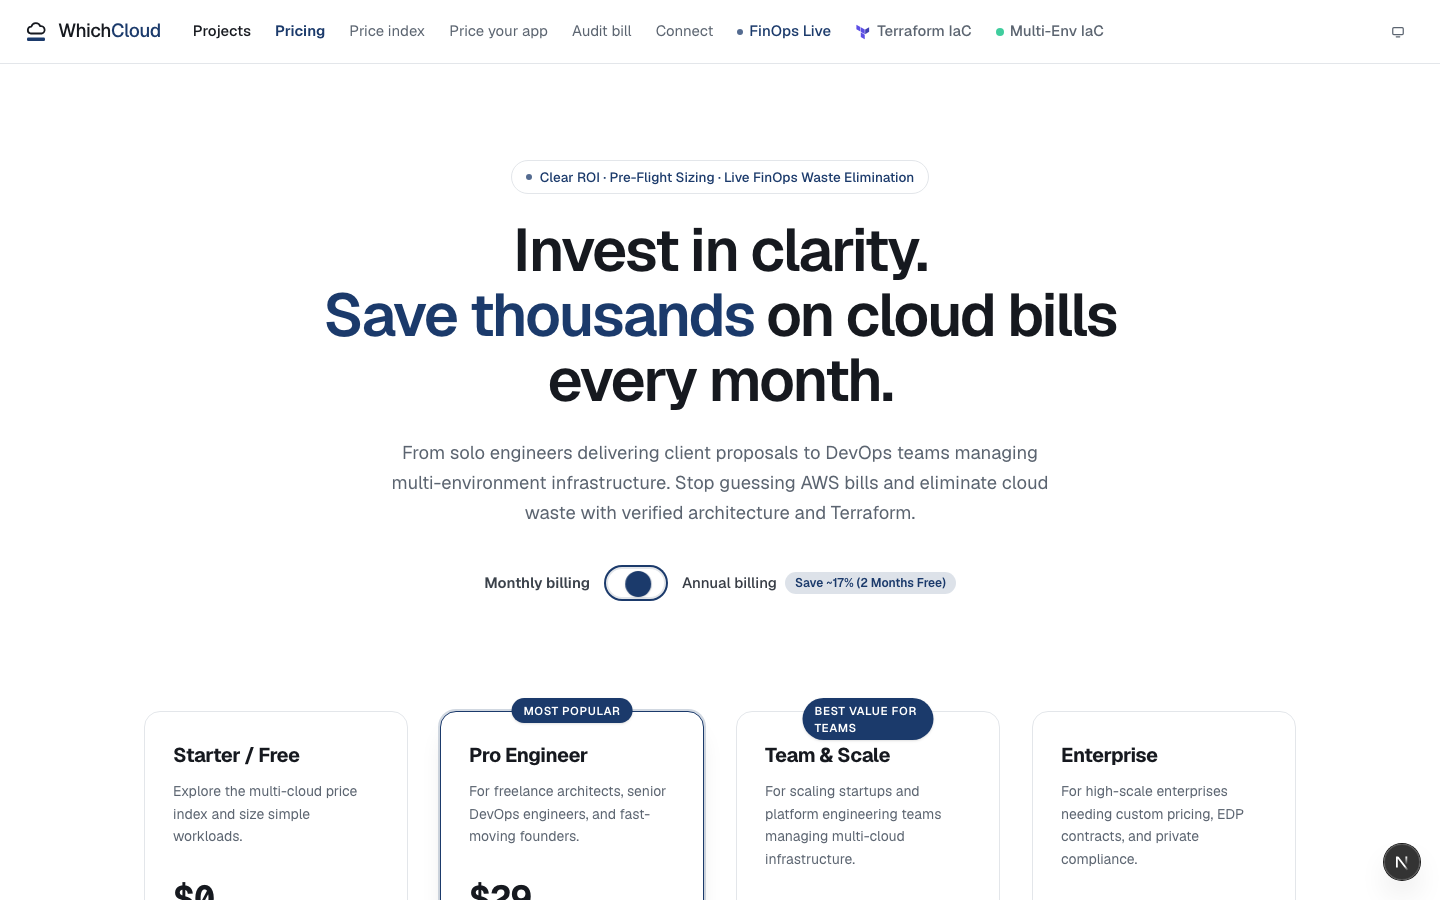 WhichCloud
Projects
Pricing
Price index
Price your app
Audit bill
Connect
FinOps Live
Terraform IaC
Multi-Env IaC
Clear ROI · Pre-Flight Sizing · Live FinOps Waste Elimination
Invest in clarity.
Save thousands on cloud bills
every month.
From solo engineers delivering client proposals to DevOps teams managing
multi-environment infrastructure. Stop guessing AWS bills and eliminate cloud
waste with verified architecture and Terraform.
Monthly billing
Annual billing
Save ~17% (2 Months Free)
Starter / Free
Explore the multi-cloud price
index and size simple
workloads.
$0
MOST POPULAR
Pro Engineer
For freelance architects, senior
DevOps engineers, and fast-
moving founders.
$29
BEST VALUE FOR
TEAMS
Team & Scale
For scaling startups and
platform engineering teams
managing multi-cloud
infrastructure.
Enterprise
For high-scale enterprises
needing custom pricing, EDP
contracts, and private
compliance.
N